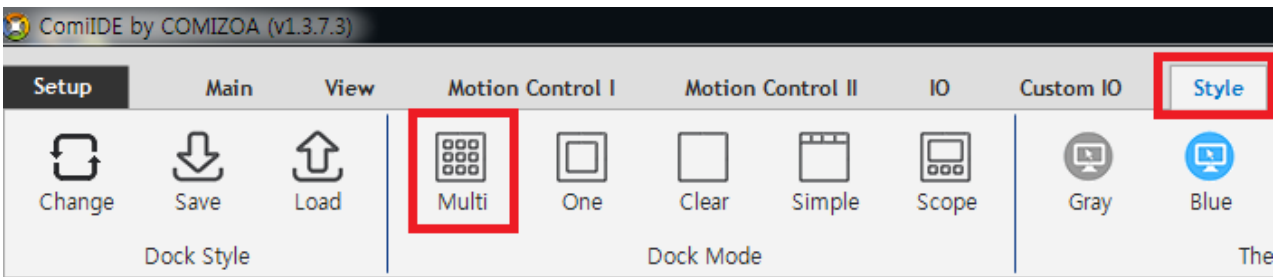 ComiIDE by COMIZOA (v1.3.7.3)
Setup Main View Motion Control I Motion Control II IO Custom IO Style
Change Save Load Multi One Clear Simple Scope Gray Blue
Dock Style Dock Mode The